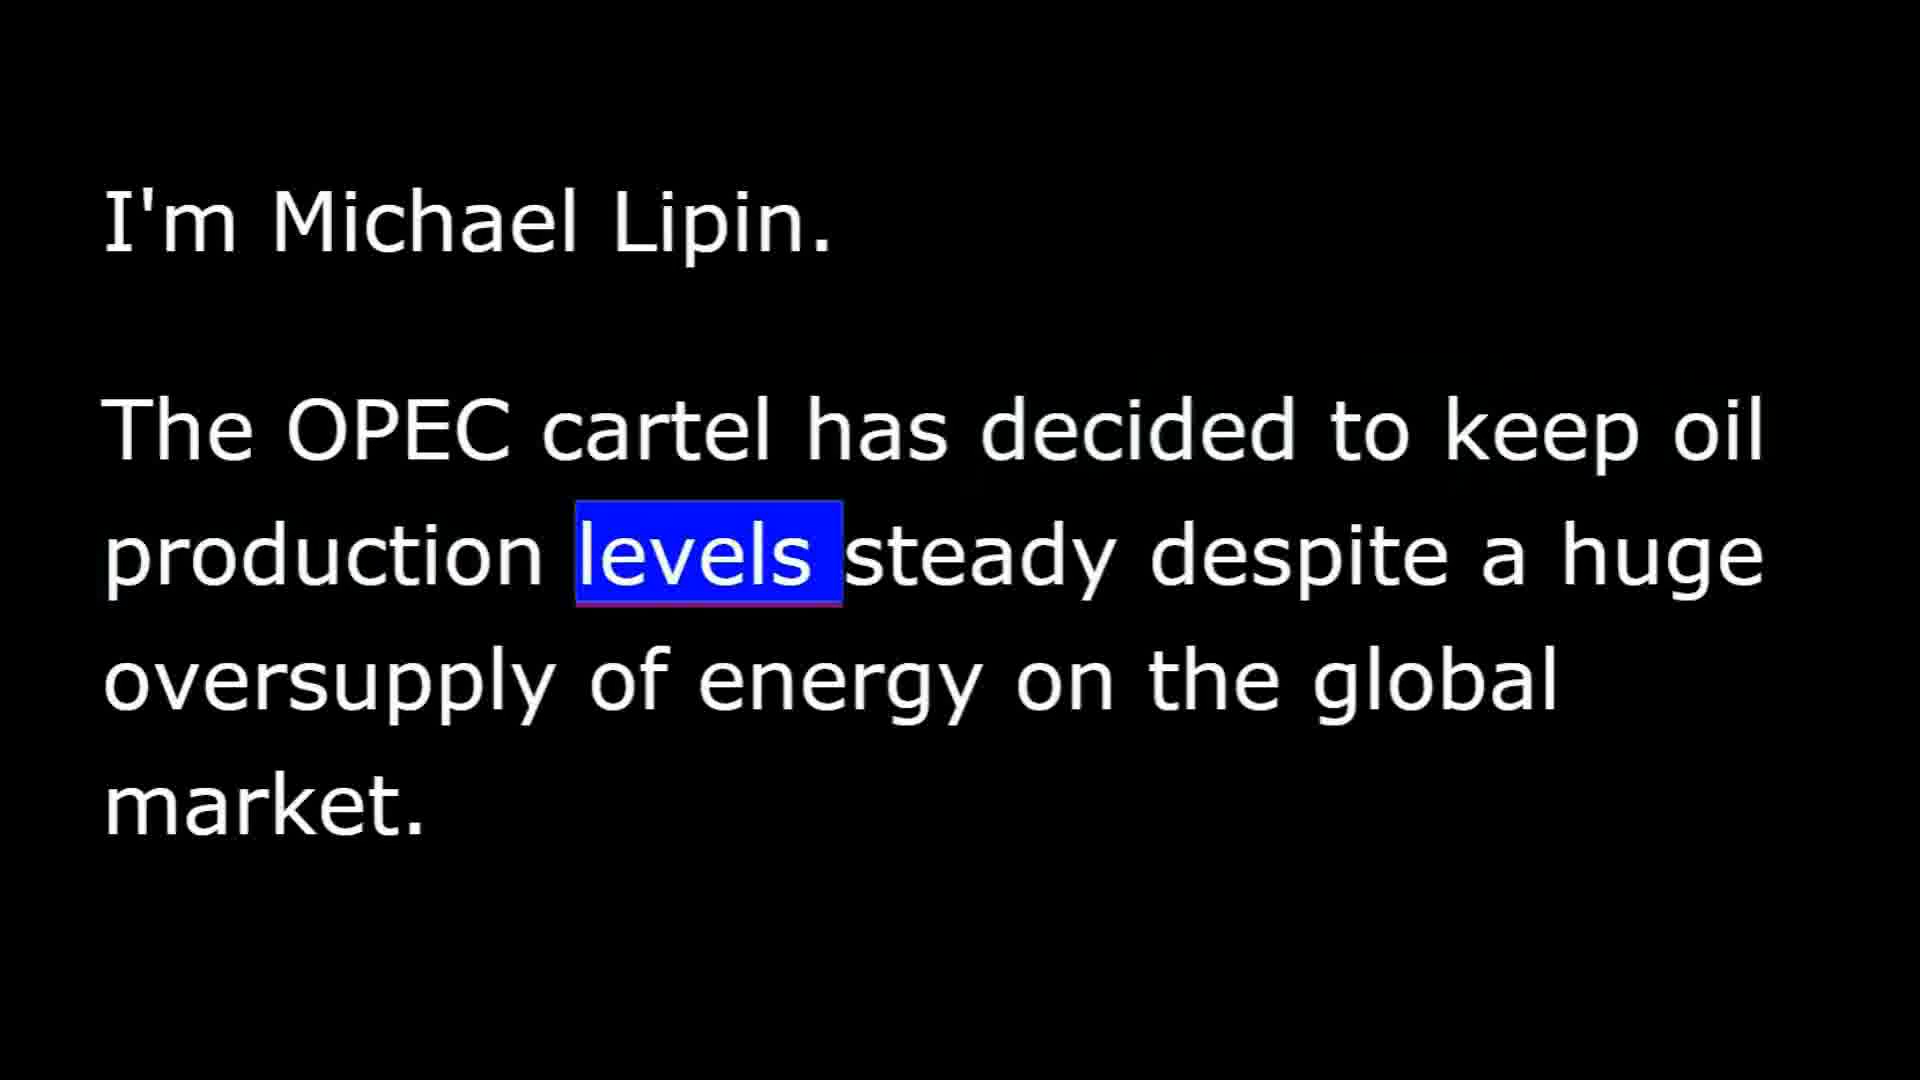 I'm Michael Lipin.
The OPEC cartel has decided to keep oil
production levels steady despite a huge
oversupply of energy on the global
market.